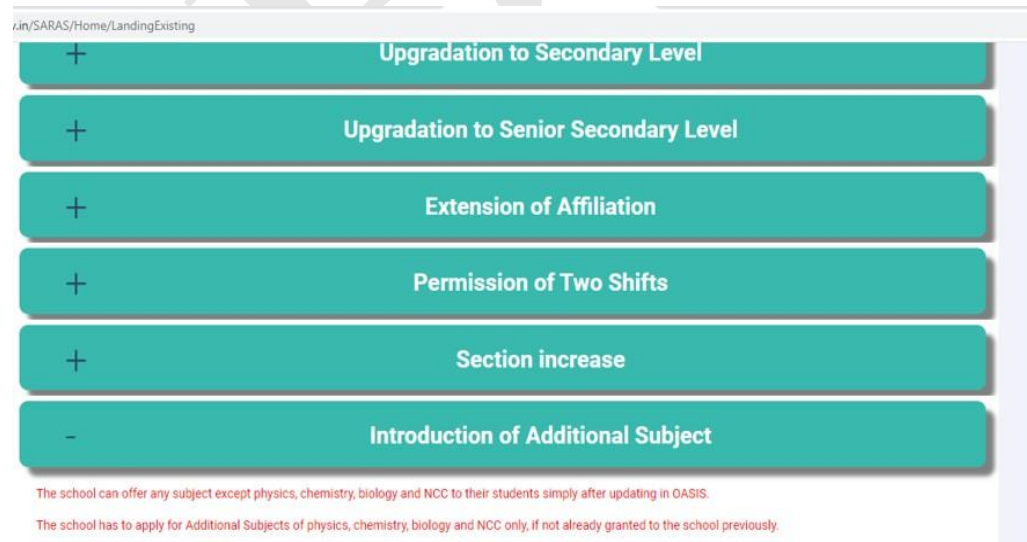 v.in/SARAS/Home/LandingExisting
+ Upgradation to Secondary Level
+ Upgradation to Senior Secondary Level
+ Extension of Affiliation
+ Permission of Two Shifts
+ Section increase
- Introduction of Additional Subject
The school can offer any subject except physics, chemistry, biology and NCC to their students simply after updating in OASIS.
The school has to apply for Additional Subjects of physics, chemistry, biology and NCC only, if not already granted to the school previously.